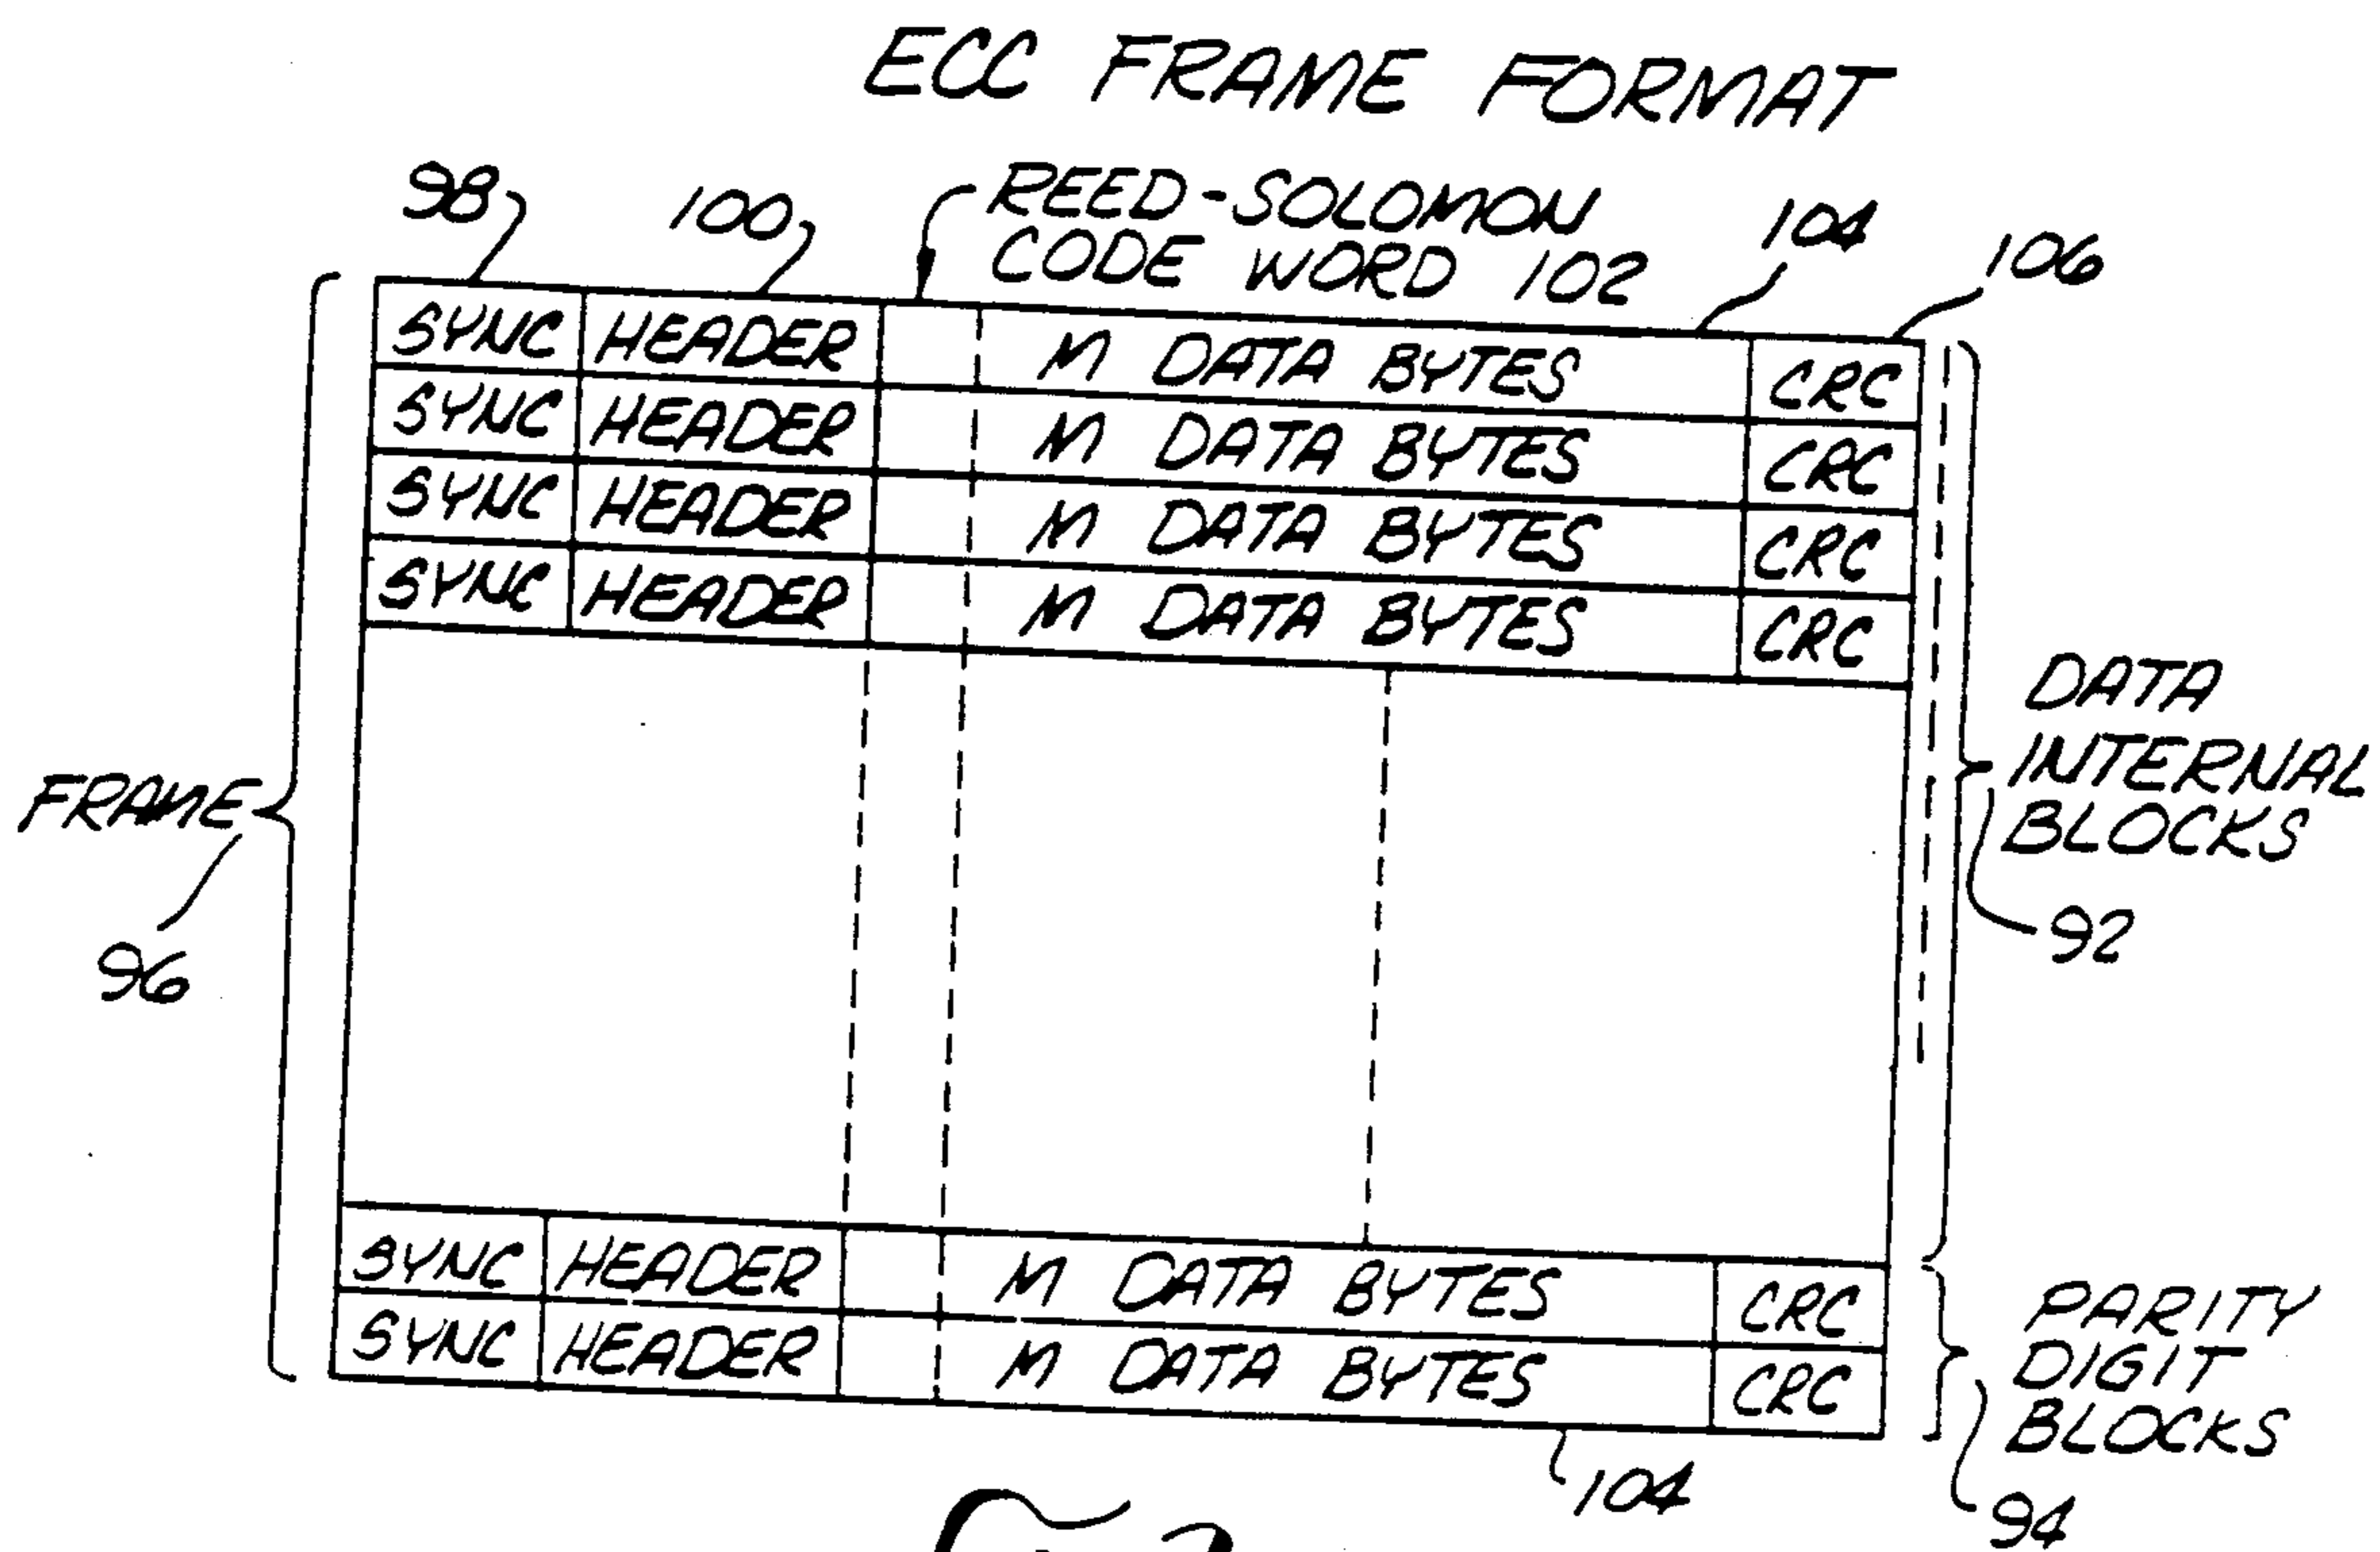 ECC FRAME FORMAT
98
100
REED-SOLOMON
CODE WORD 102
104
106
SYNC HEADER M DATA BYTES CRC
SYNC HEADER M DATA BYTES CRC
SYNC HEADER M DATA BYTES CRC
SYNC HEADER M DATA BYTES CRC
FRAME
96
DATA
INTERNAL
BLOCKS
92
SYNC HEADER M DATA BYTES CRC
SYNC HEADER M DATA BYTES CRC
PARITY
DIGIT
BLOCKS
104
94